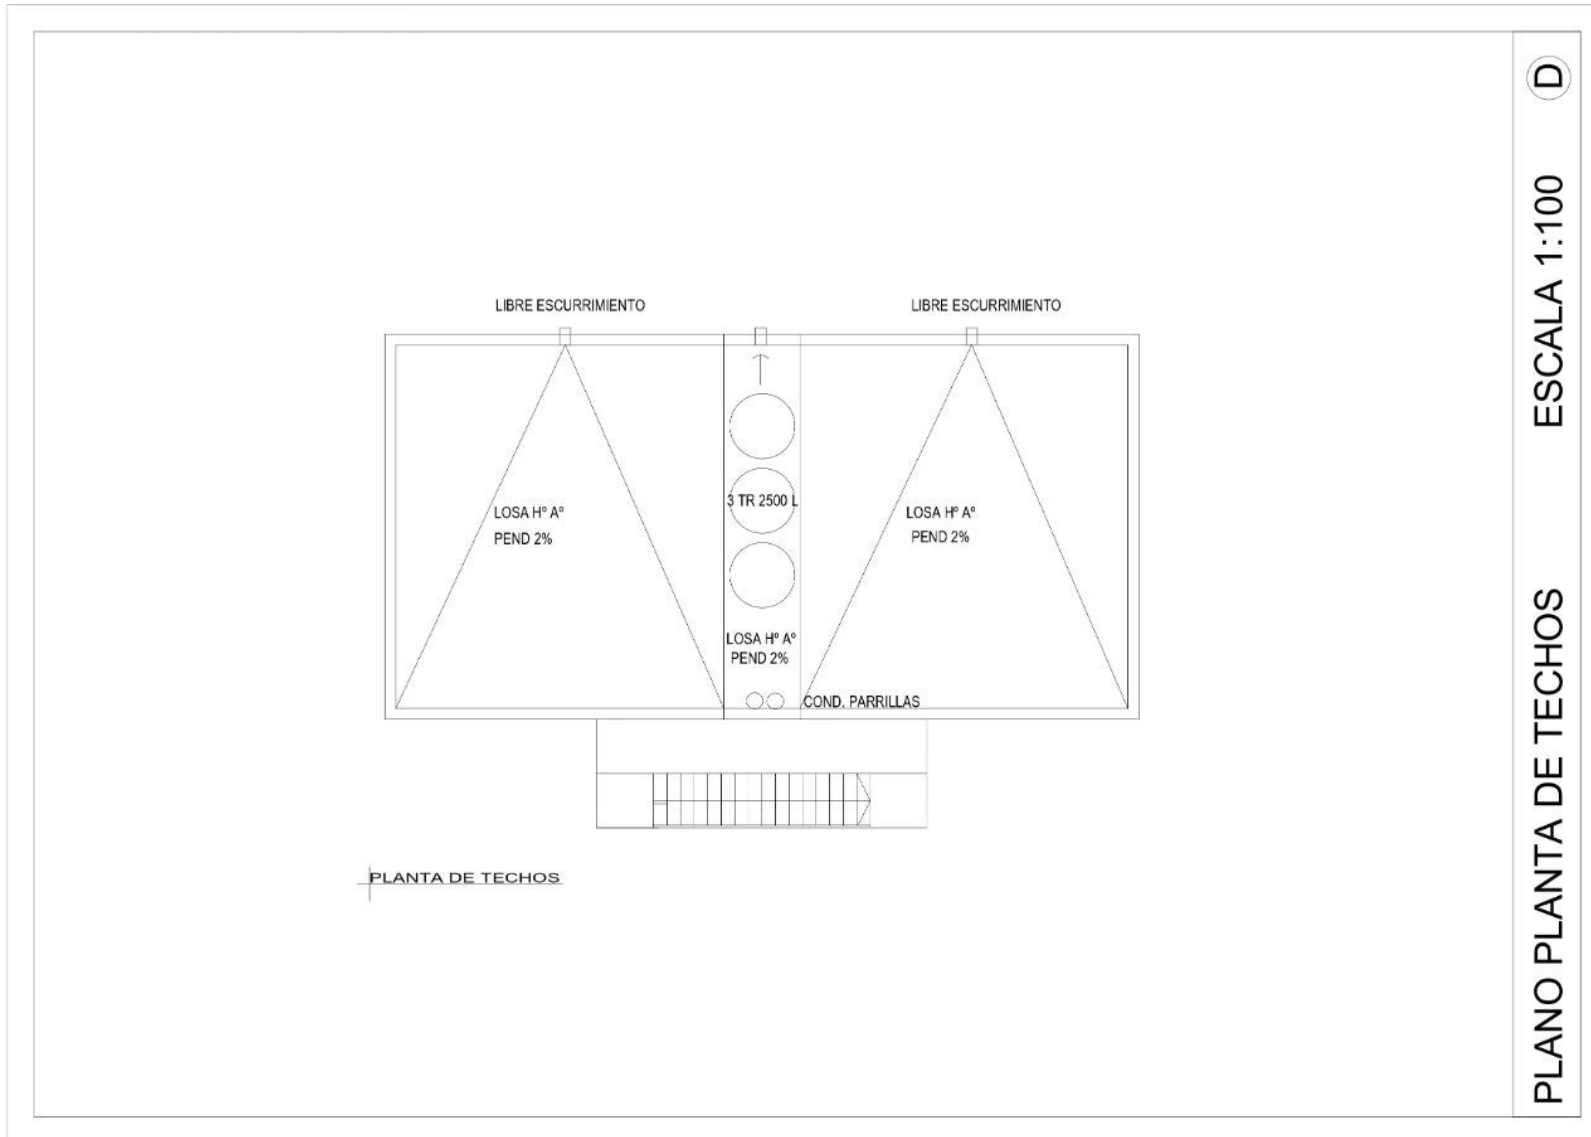 LIBRE ESCURRIMIENTO
LIBRE ESCURRIMIENTO
3 TR 2500 L
LOSA Hº Aº
PEND 2%
LOSA Hº Aº
PEND 2%
LOSA Hº Aº
PEND 2%
COND. PARRILLAS
PLANTA DE TECHOS
PLANO PLANTA DE TECHOS ESCALA 1:100 D